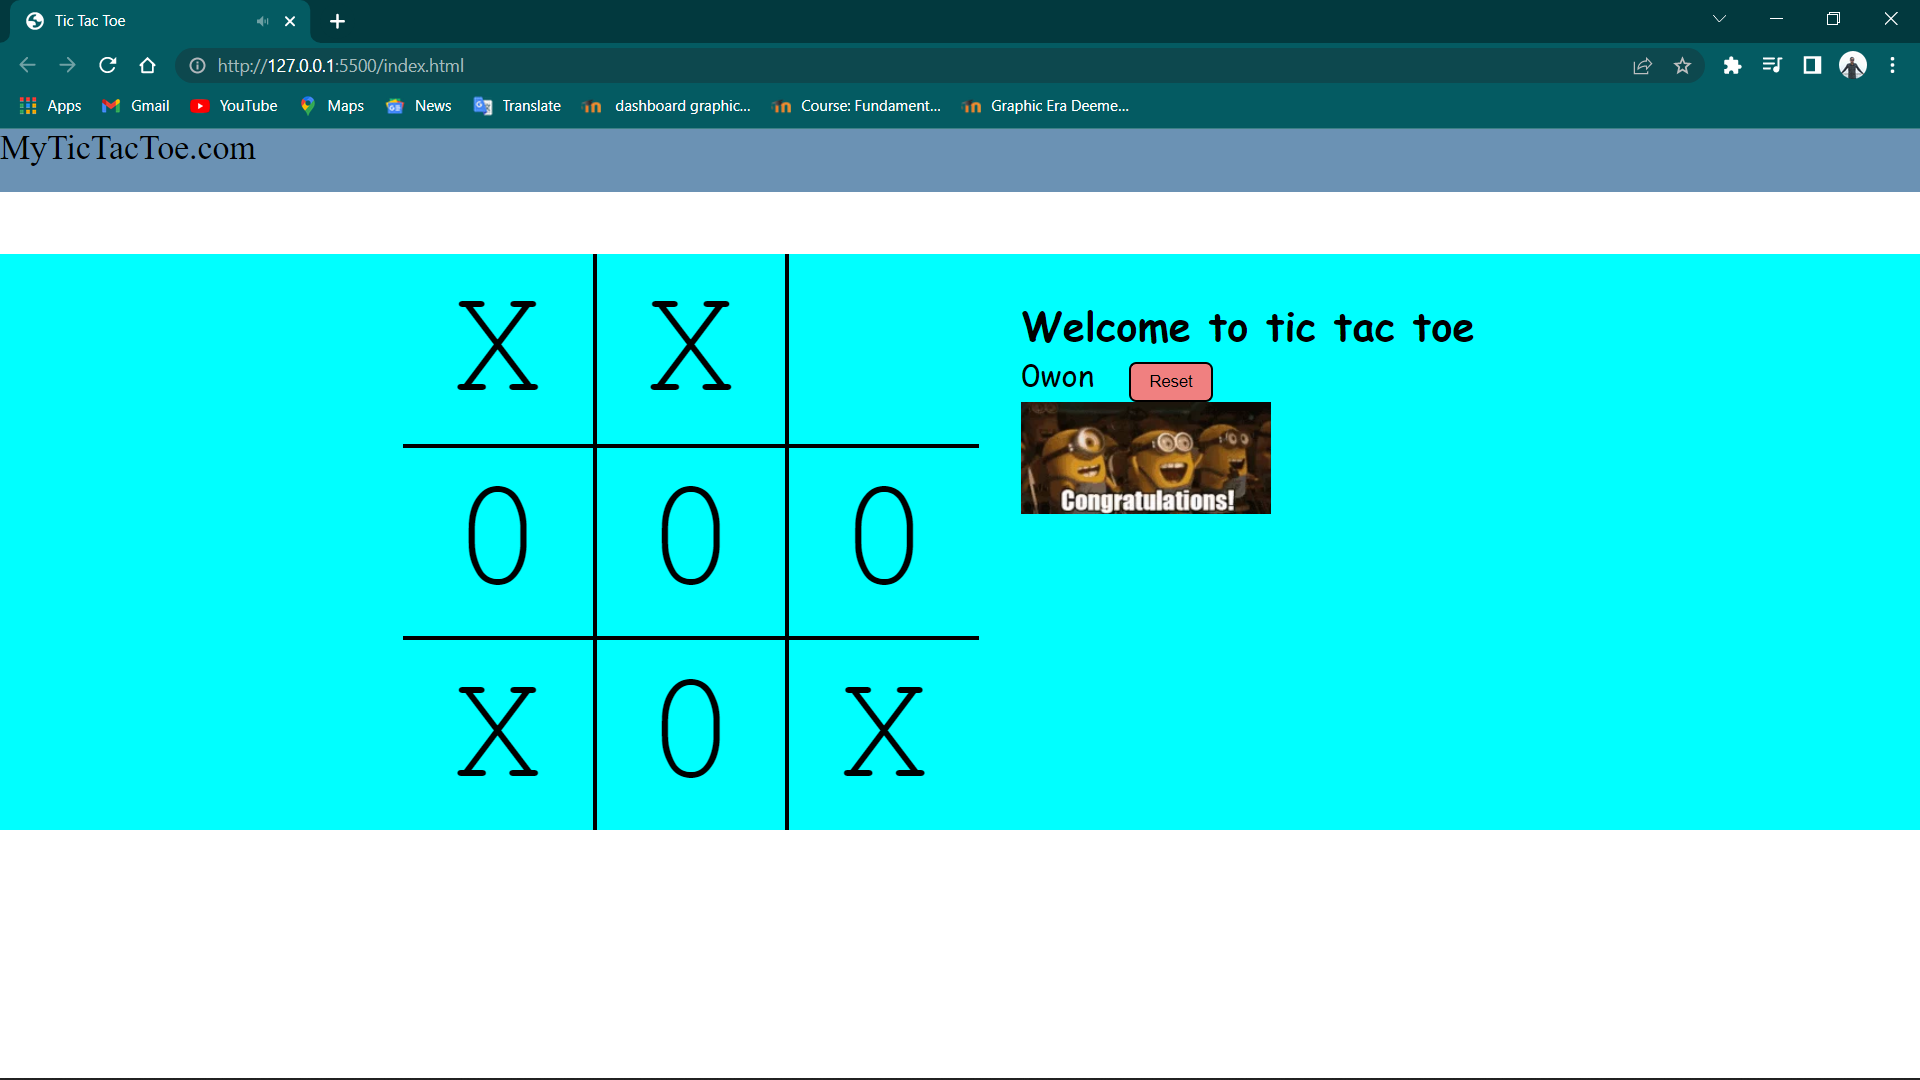 Tic Tac Toe
http://127.0.0.1:5500/index.html
Apps Gmail YouTube Maps News Translate dashboard graphic... Course: Fundament... Graphic Era Deeme...
MyTicTacToe.com
X X
0 0 0
X 0 X
Welcome to tic tac toe
0won Reset
Congratulations!